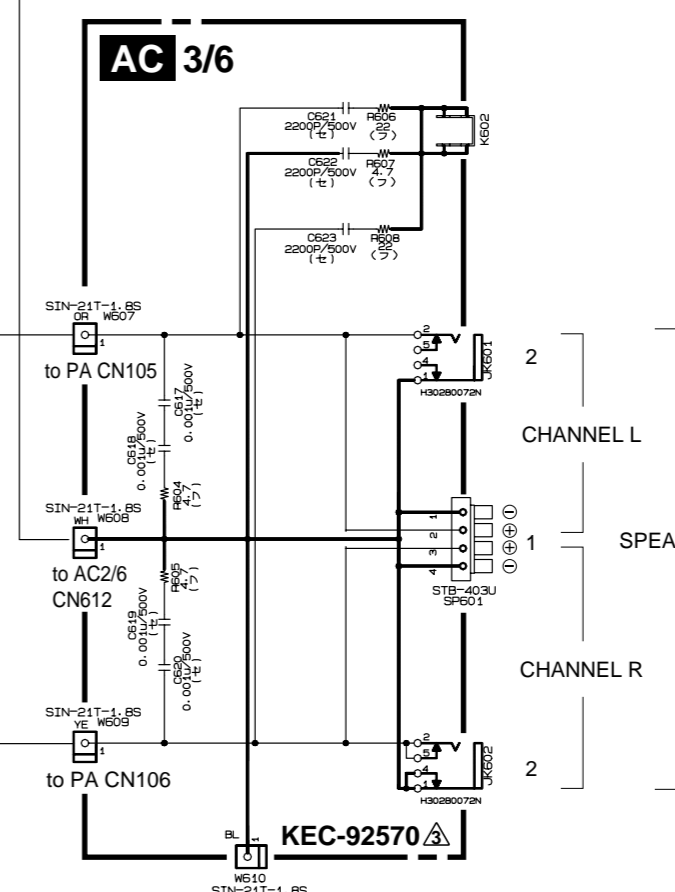 AC 3/6
C621
2200P/500V
(セ)
R606
22
(フ)
K602
C622
2200P/500V
(セ)
R607
4.7
(フ)
C623
2200P/500V
(セ)
R608
22
(フ)
SIN-21T-1.8S
OR W607
1
to PA CN105
2
5
4
1
JK601
H30280072N
2
C617
0.001u/500V
(セ)
C618
0.001u/500V
(セ)
R604
4.7
(フ)
CHANNEL L
SIN-21T-1.8S
WH W608
1
to AC2/6
CN612
1
2
3
4
⊖
⊕
⊕
⊖
1
STB-403U
SP601
SPEA
R605
4.7
(フ)
C619
0.001u/500V
(セ)
C620
0.001u/500V
(セ)
CHANNEL R
SIN-21T-1.8S
YE W609
1
to PA CN106
2
5
4
1
JK602
H30280072N
2
BL
1
KEC-92570 3
W610
SIN-21T-1.8S